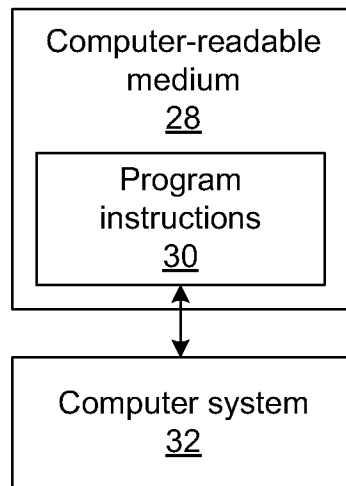 Computer-readable
medium
28
Program
instructions
30
Computer system
32